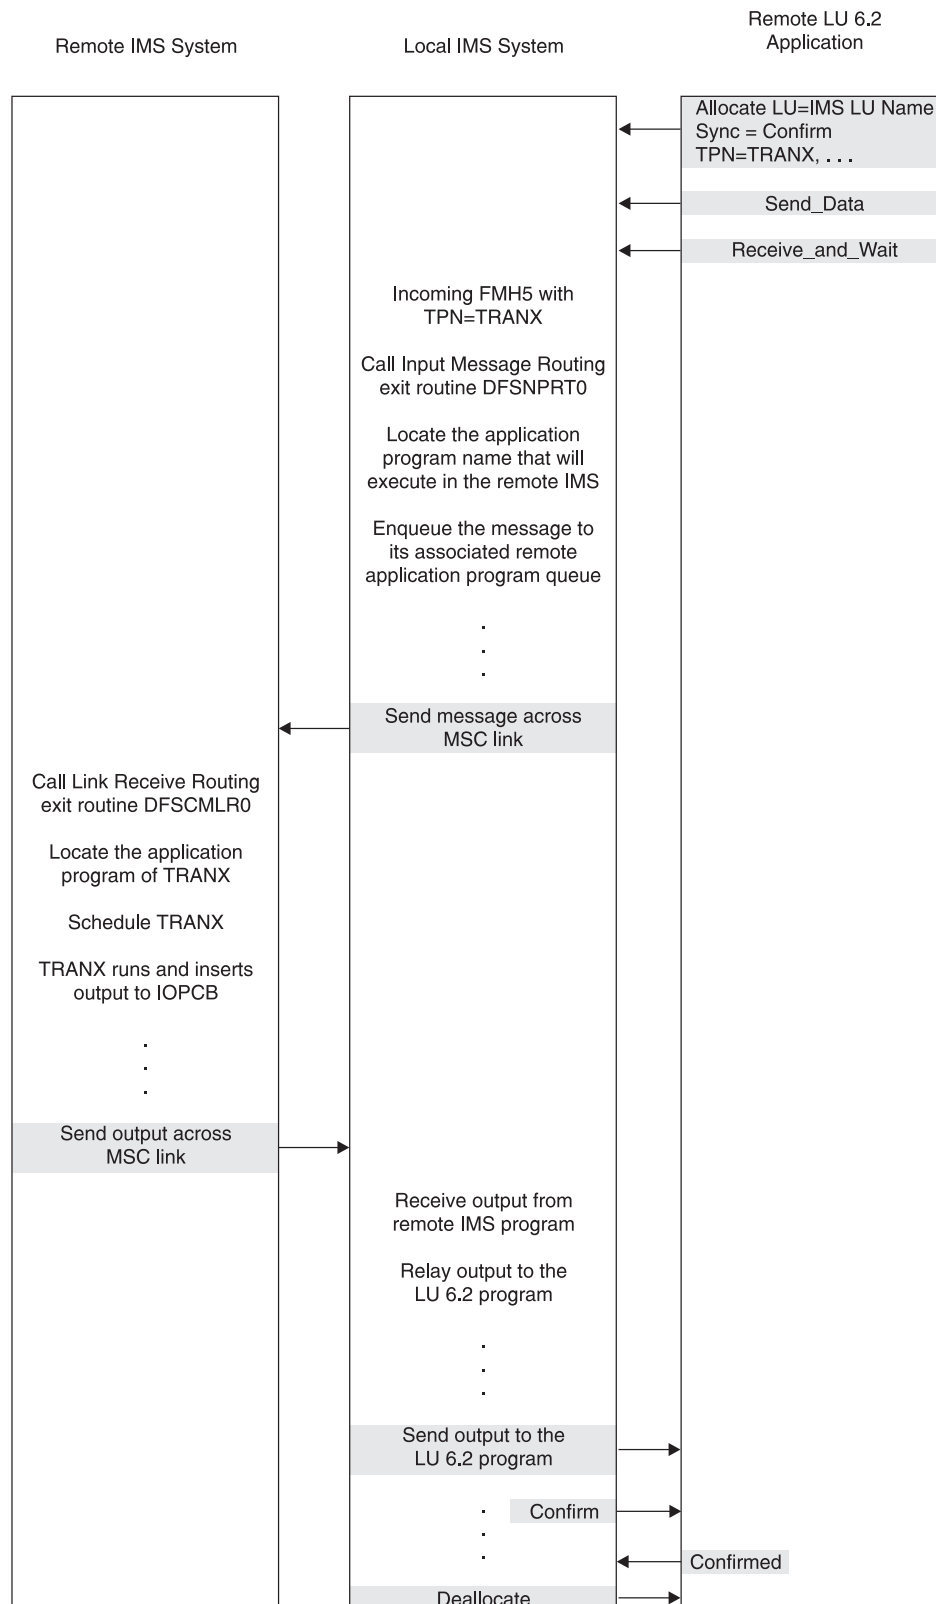 Remote IMS System
Local IMS System
Remote LU 6.2
Application
Allocate LU=IMS LU Name
Sync = Confirm
TPN=TRANX, . . .
Send_Data
Receive_and_Wait
Incoming FMH5 with
TPN=TRANX
Call Input Message Routing
exit routine DFSNPRT0
Locate the application
program name that will
execute in the remote IMS
Enqueue the message to
its associated remote
application program queue
.
.
.
Send message across
MSC link
Call Link Receive Routing
exit routine DFSCMLR0
Locate the application
program of TRANX
Schedule TRANX
TRANX runs and inserts
output to IOPCB
.
.
.
Send output across
MSC link
Receive output from
remote IMS program
Relay output to the
LU 6.2 program
.
.
.
Send output to the
LU 6.2 program
. Confirm
.
.
Confirmed
Deallocate